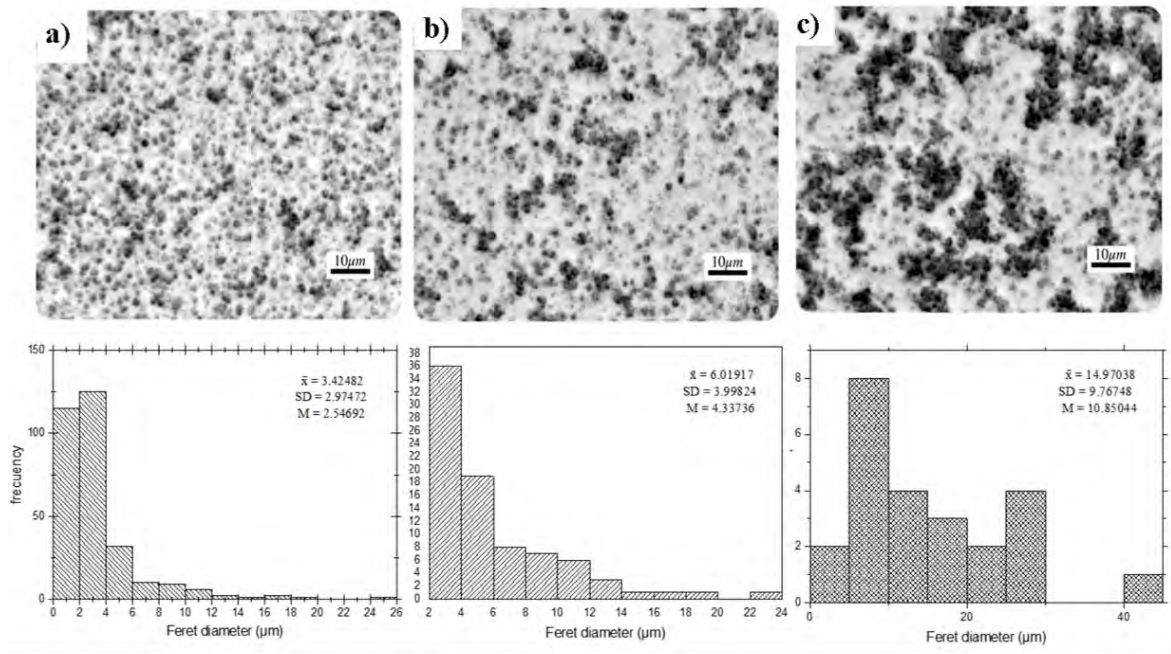 a)
b)
c)
10µm
10µm
10µm
150
100
50
0
frecuency
x̄ = 3.42482
SD = 2.97472
M = 2.54692
0 2 4 6 8 10 12 14 16 18 20 22 24 26
Feret diameter (µm)
38
36
34
32
30
28
26
24
22
20
18
16
14
12
10
8
6
4
2
0
x̄ = 6.01917
SD = 3.99824
M = 4.33736
2 4 6 8 10 12 14 16 18 20 22 24
Feret diameter (µm)
8
6
4
2
0
x̄ = 14.97038
SD = 9.76748
M = 10.85044
0 20 40
Feret diameter (µm)